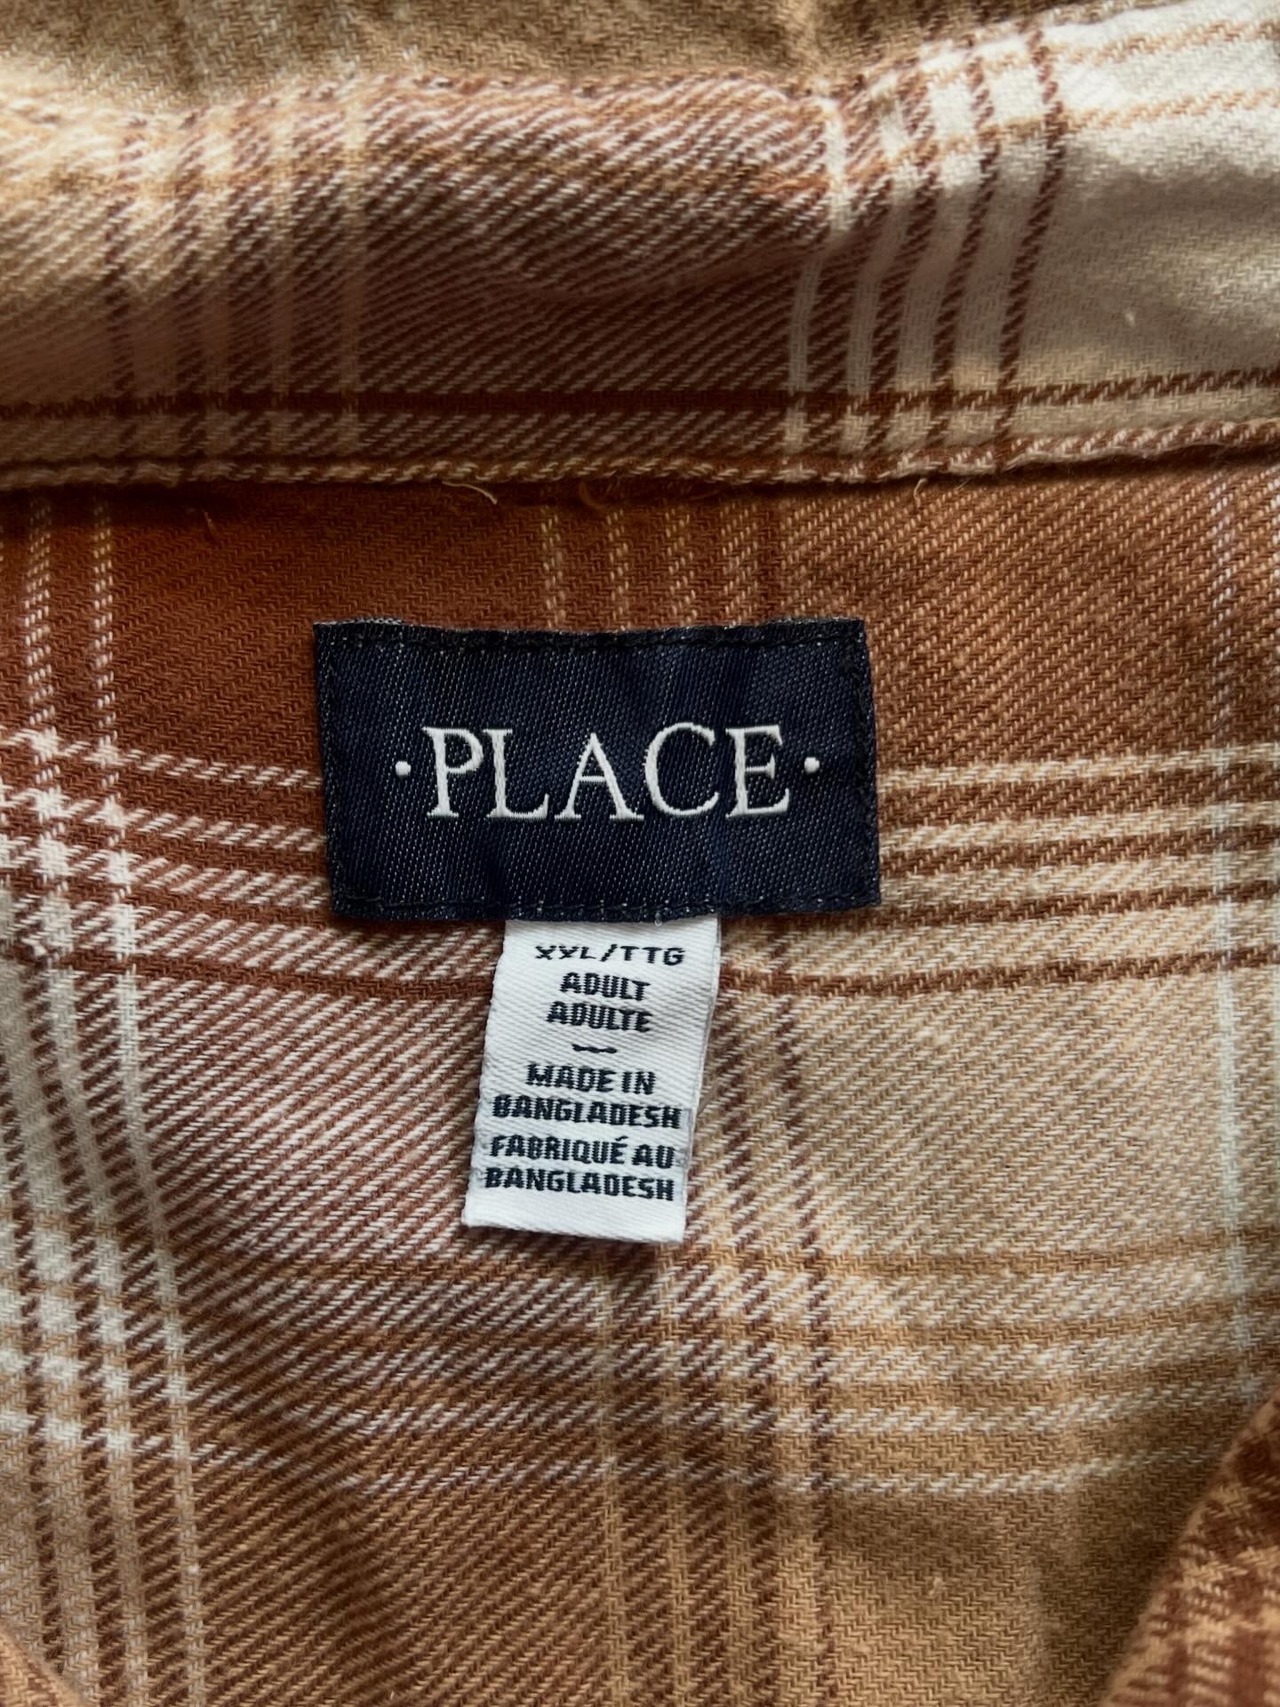 ·PLACE·
XXL/TTG
ADULT
ADULTE
—
MADE IN
BANGLADESH
FABRIQUÉ AU
BANGLADESH